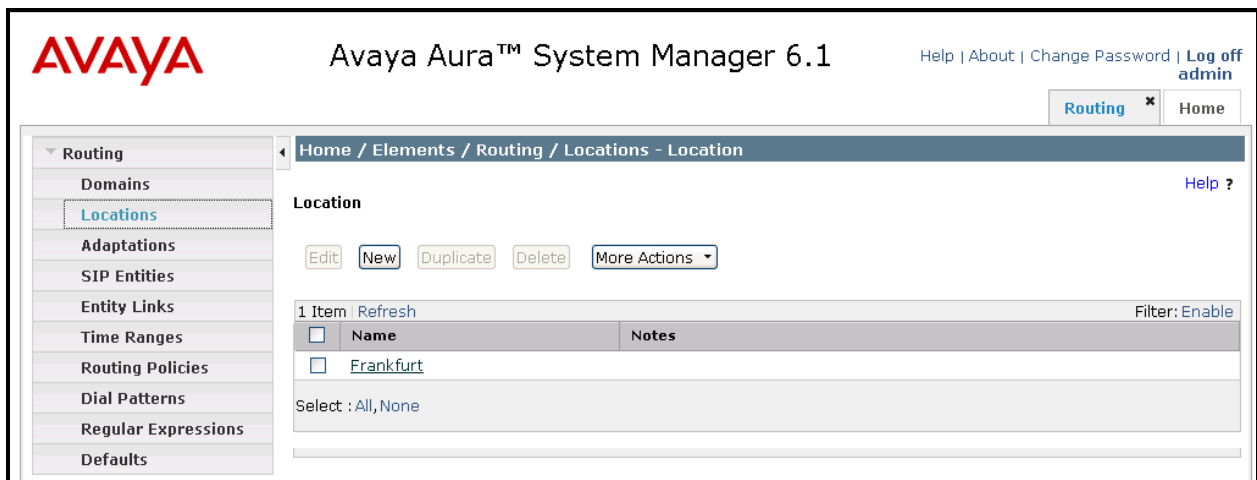 AVAYA
Avaya Aura™ System Manager 6.1
Help | About | Change Password | Log off admin
Routing ✖ Home
Routing
Domains
Locations
Adaptations
SIP Entities
Entity Links
Time Ranges
Routing Policies
Dial Patterns
Regular Expressions
Defaults
Home / Elements / Routing / Locations - Location
Help ?
Location
Edit New Duplicate Delete More Actions
1 Item | Refresh Filter: Enable
Name Notes
Frankfurt
Select : All, None